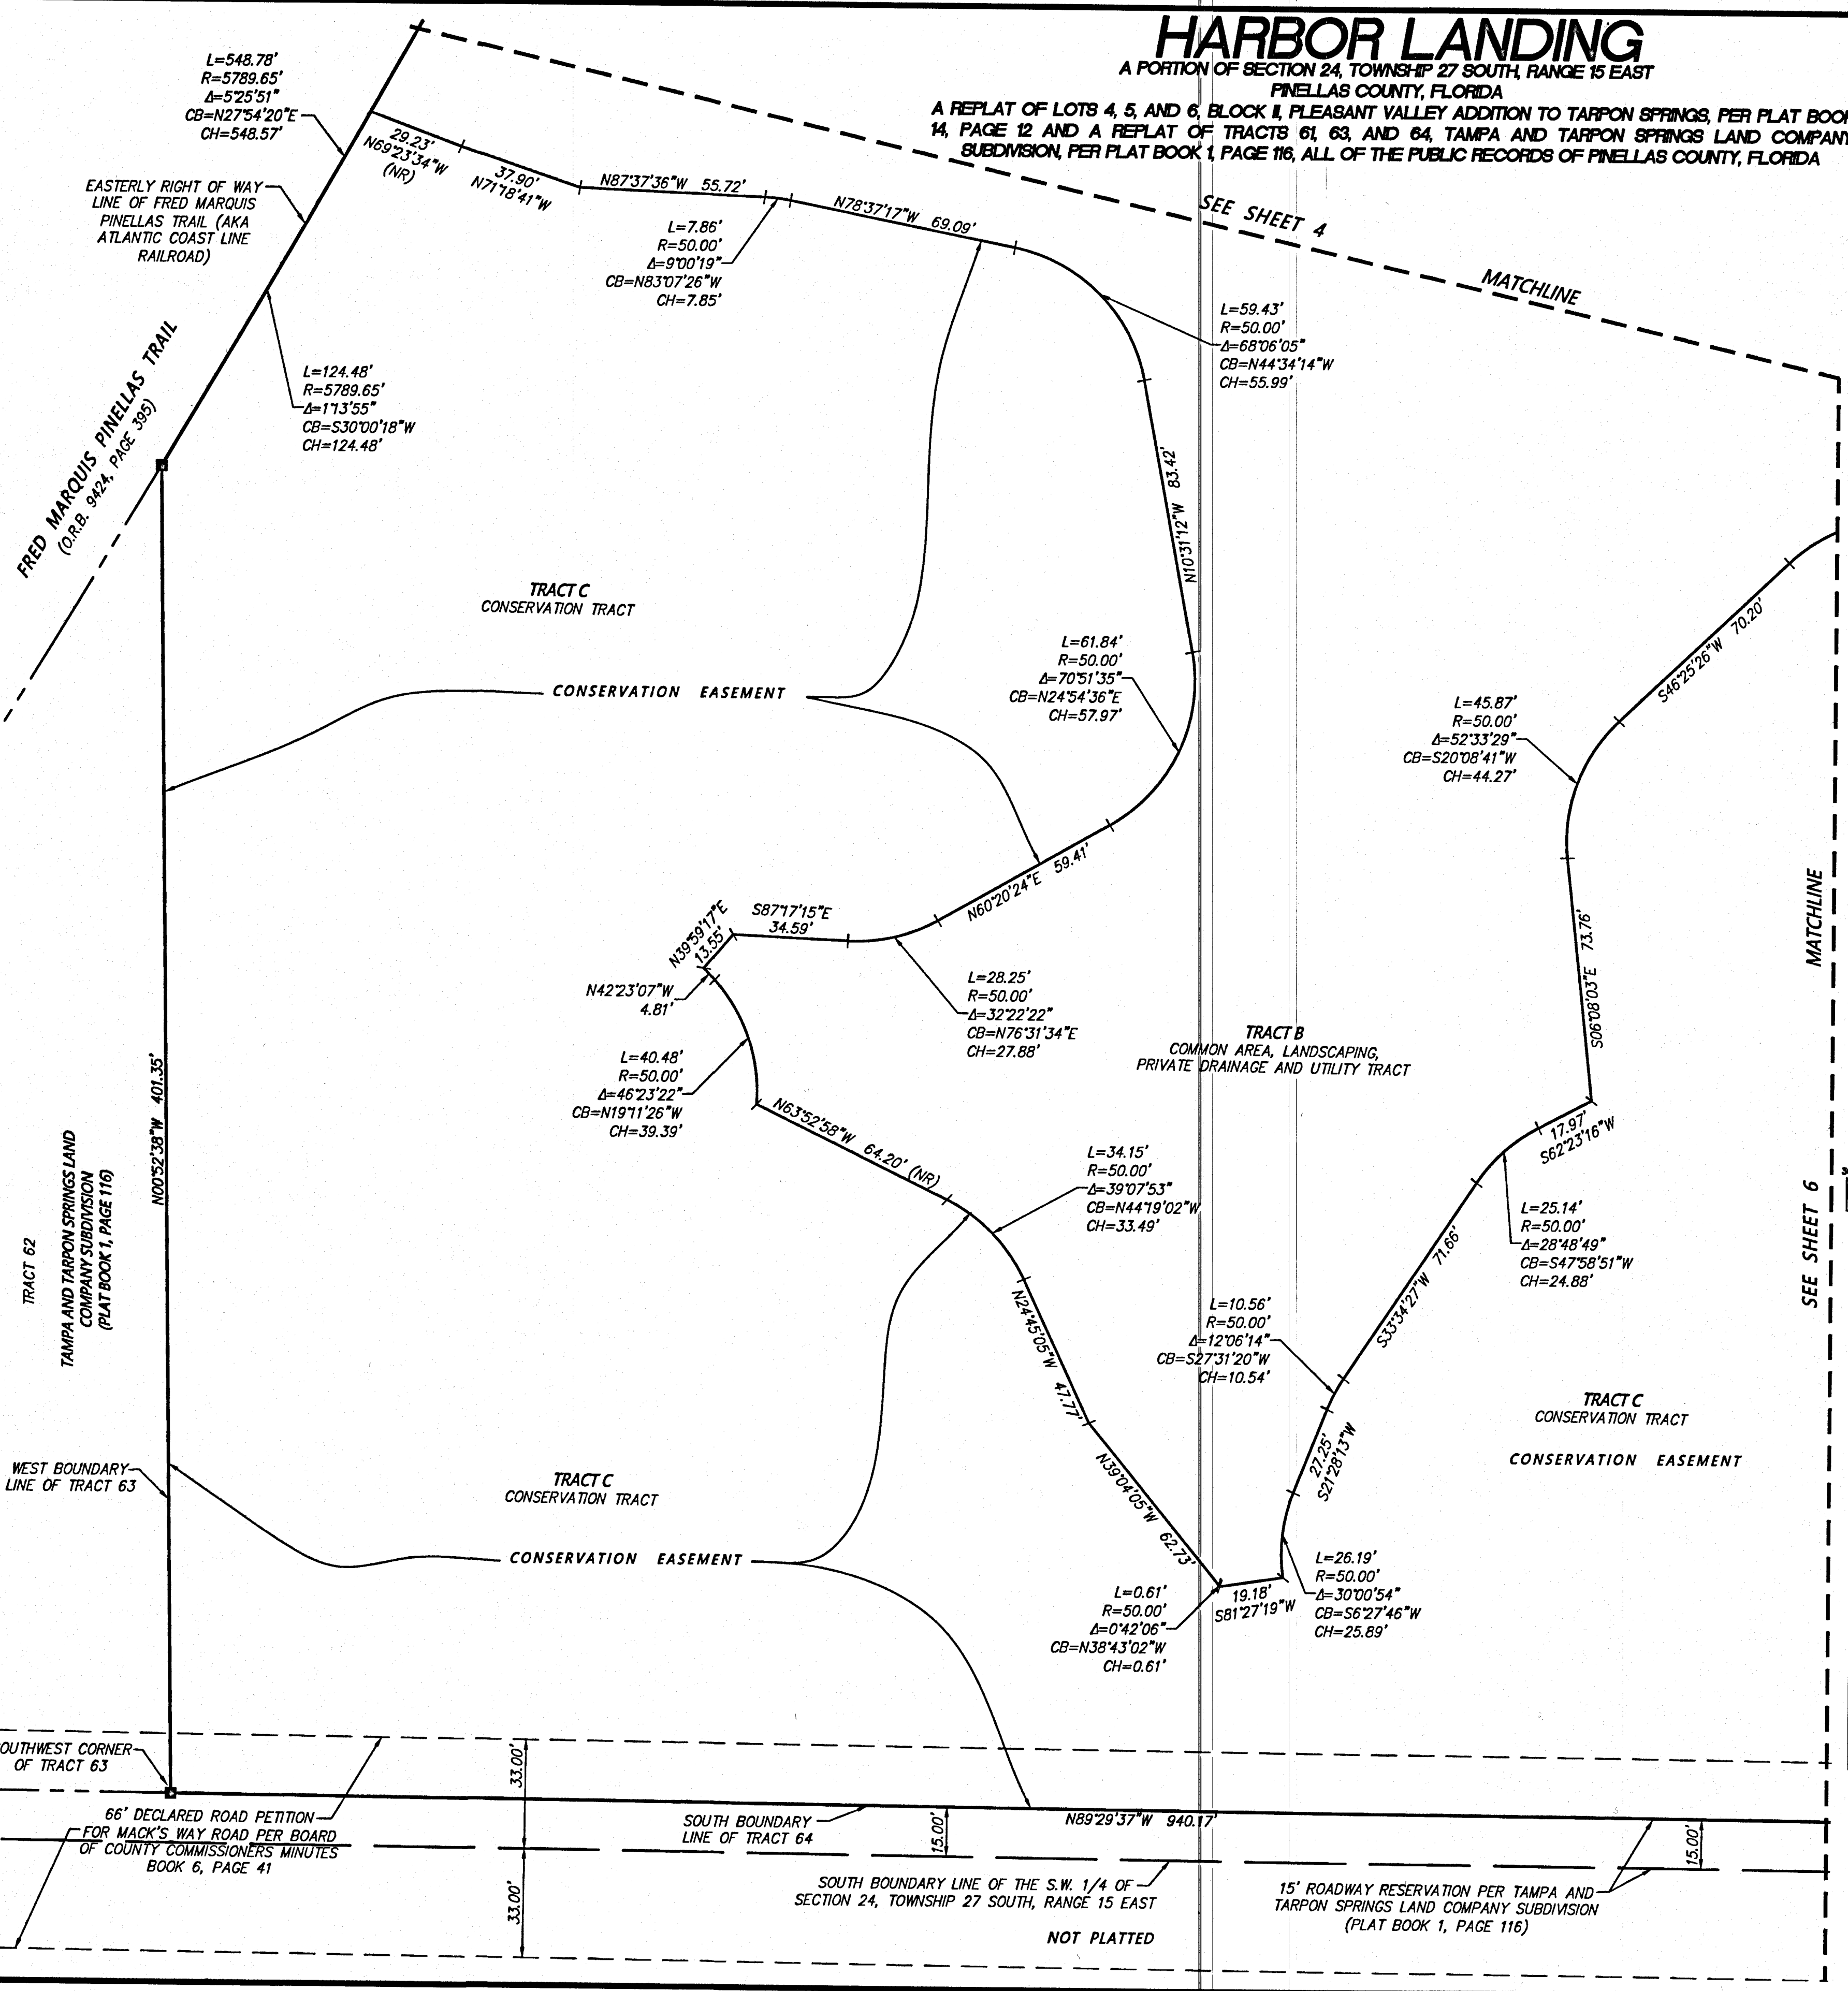 HARBOR LANDING
A PORTION OF SECTION 24, TOWNSHIP 27 SOUTH, RANGE 15 EAST
PINELLAS COUNTY, FLORIDA
A REPLAT OF LOTS 4, 5, AND 6, BLOCK II, PLEASANT VALLEY ADDITION TO TARPON SPRINGS, PER PLAT BOOK
14, PAGE 12 AND A REPLAT OF TRACTS 61, 63, AND 64, TAMPA AND TARPON SPRINGS LAND COMPANY
SUBDIVISION, PER PLAT BOOK 1, PAGE 116, ALL OF THE PUBLIC RECORDS OF PINELLAS COUNTY, FLORIDA
L=548.78'
R=5789.65'
Δ=5°25'51"
CB=N27°54'20"E
CH=548.57'
EASTERLY RIGHT OF WAY
LINE OF FRED MARQUIS
PINELLAS TRAIL (AKA
ATLANTIC COAST LINE
RAILROAD)
29.23'
N69°23'34"W
(NR)
37.90'
N71°18'41"W
N87°37'36"W 55.72'
L=7.86'
R=50.00'
Δ=9°00'19"
CB=N83°07'26"W
CH=7.85'
N78°37'17"W 69.09'
SEE SHEET 4
MATCHLINE
L=59.43'
R=50.00'
Δ=68°06'05"
CB=N44°34'14"W
CH=55.99'
L=124.48'
R=5789.65'
Δ=1°13'55"
CB=S30°00'18"W
CH=124.48'
FRED MARQUIS PINELLAS TRAIL
(O.R.B. 9424, PAGE 395)
N10°31'12"W 83.42'
TRACT C
CONSERVATION TRACT
CONSERVATION EASEMENT
L=61.84'
R=50.00'
Δ=70°51'35"
CB=N24°54'36"E
CH=57.97'
S46°25'26"W 70.20'
L=45.87'
R=50.00'
Δ=52°33'29"
CB=S20°08'41"W
CH=44.27'
N60°20'24"E 59.41'
S87°17'15"E
34.59'
N39°59'17"E
13.55'
N42°23'07"W
4.81'
L=28.25'
R=50.00'
Δ=32°22'22"
CB=N76°31'34"E
CH=27.88'
S06°08'03"E 73.76'
MATCHLINE
TRACT B
COMMON AREA, LANDSCAPING,
PRIVATE DRAINAGE AND UTILITY TRACT
L=40.48'
R=50.00'
Δ=46°23'22"
CB=N19°11'26"W
CH=39.39'
N63°52'58"W 64.20' (NR)
17.97'
S62°23'16"W
N00°52'38"W 401.35'
TRACT 62
TAMPA AND TARPON SPRINGS LAND
COMPANY SUBDIVISION
(PLAT BOOK 1, PAGE 116)
L=34.15'
R=50.00'
Δ=39°07'53"
CB=N44°19'02"W
CH=33.49'
L=25.14'
R=50.00'
Δ=28°48'49"
CB=S47°58'51"W
CH=24.88'
SEE SHEET 6
S33°34'27"W 71.66'
N24°45'05"W 47.77'
L=10.56'
R=50.00'
Δ=12°06'14"
CB=S27°31'20"W
CH=10.54'
TRACT C
CONSERVATION TRACT
CONSERVATION EASEMENT
27.25'
S21°28'13"W
WEST BOUNDARY
LINE OF TRACT 63
TRACT C
CONSERVATION TRACT
CONSERVATION EASEMENT
N39°04'05"W 62.73'
L=0.61'
R=50.00'
Δ=0°42'06"
CB=N38°43'02"W
CH=0.61'
19.18'
S81°27'19"W
L=26.19'
R=50.00'
Δ=30°00'54"
CB=S6°27'46"W
CH=25.89'
OUTHWEST CORNER
OF TRACT 63
33.00'
66' DECLARED ROAD PETITION
FOR MACK'S WAY ROAD PER BOARD
OF COUNTY COMMISSIONERS MINUTES
BOOK 6, PAGE 41
33.00'
SOUTH BOUNDARY
LINE OF TRACT 64
15.00'
N89°29'37"W 940.17'
15.00'
SOUTH BOUNDARY LINE OF THE S.W. 1/4 OF
SECTION 24, TOWNSHIP 27 SOUTH, RANGE 15 EAST
15' ROADWAY RESERVATION PER TAMPA AND
TARPON SPRINGS LAND COMPANY SUBDIVISION
(PLAT BOOK 1, PAGE 116)
NOT PLATTED